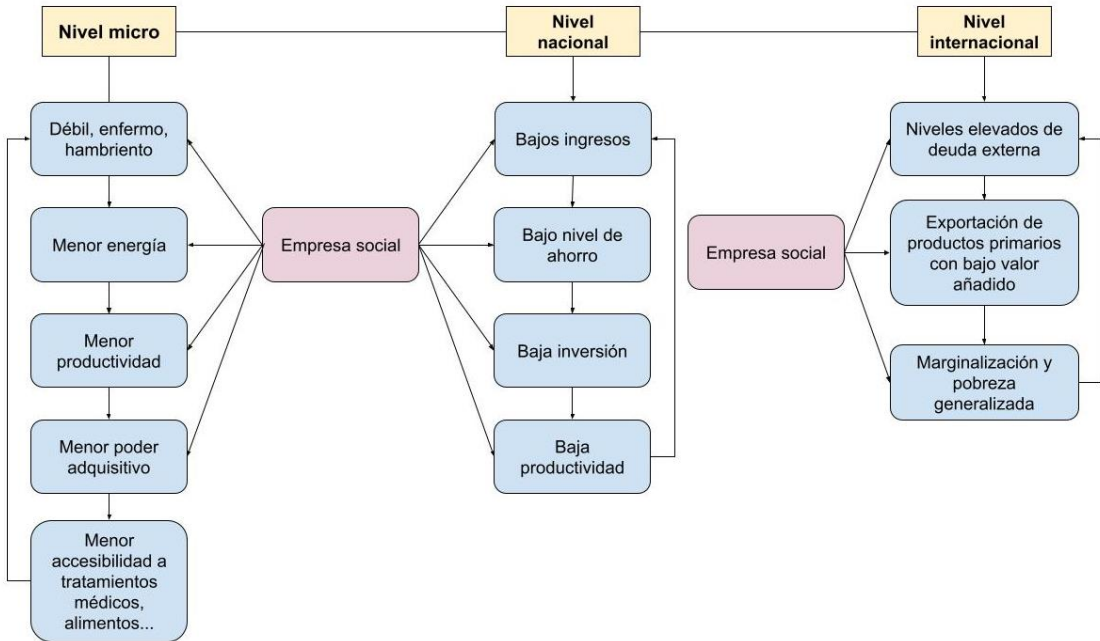 Nivel micro
Nivel
nacional
Nivel
internacional
Débil, enfermo,
hambriento
Menor energía
Menor
productividad
Menor poder
adquisitivo
Menor
accesibilidad a
tratamientos
médicos,
alimentos...
Empresa social
Bajos ingresos
Bajo nivel de
ahorro
Baja inversión
Baja
productividad
Empresa social
Niveles elevados de
deuda externa
Exportación de
productos primarios
con bajo valor
añadido
Marginalización y
pobreza
generalizada